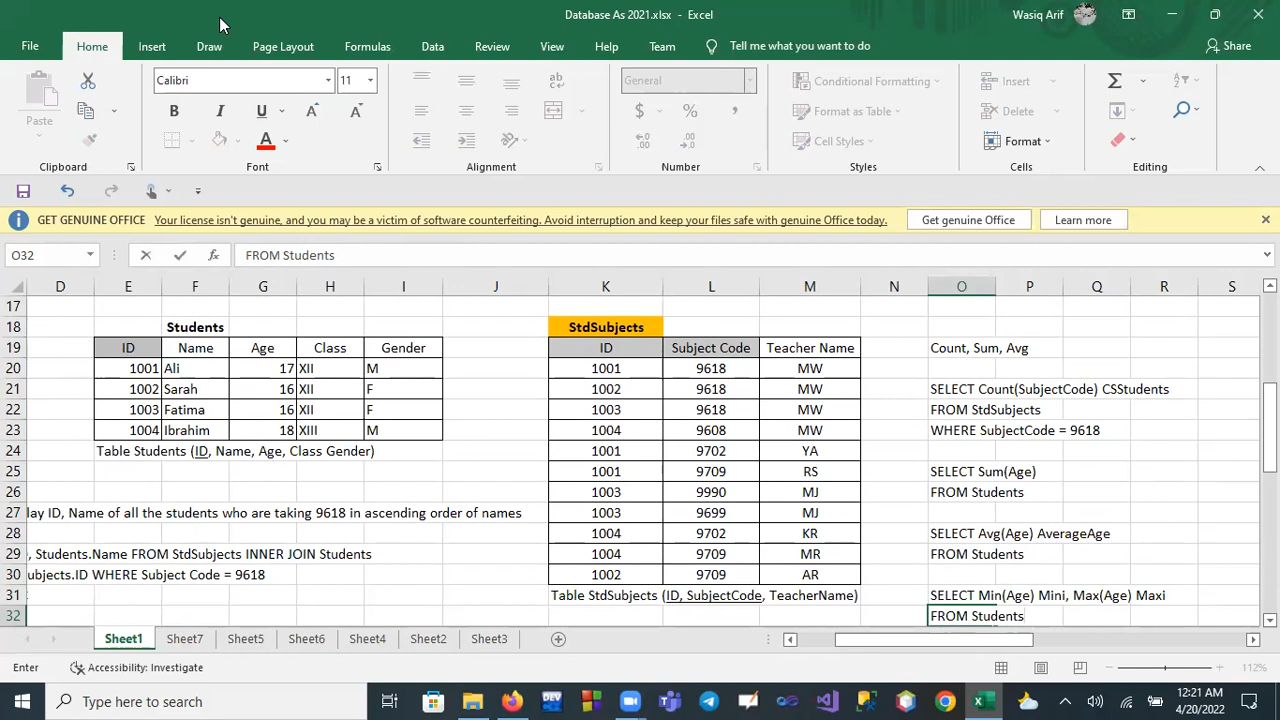 Database As 2021.xlsx - Excel
Wasiq Arif
File Home Insert Draw Page Layout Formulas Data Review View Help Team Tell me what you want to do Share
Paste
Calibri 11
B I U A A
A
ab
General
$ % ,
Conditional Formatting
Format as Table
Cell Styles
Insert
Delete
Format
Clipboard Font Alignment Number Styles Cells Editing
GET GENUINE OFFICE Your license isn't genuine, and you may be a victim of software counterfeiting. Avoid interruption and keep your files safe with genuine Office today. Get genuine Office Learn more
O32 fx FROM Students
D E F G H I J K L M N O P Q R S
17
18 Students StdSubjects
19 ID Name Age Class Gender ID Subject Code Teacher Name Count, Sum, Avg
20 1001 Ali 17 XII M 1001 9618 MW
21 1002 Sarah 16 XII F 1002 9618 MW SELECT Count(SubjectCode) CSStudents
22 1003 Fatima 16 XII F 1003 9618 MW FROM StdSubjects
23 1004 Ibrahim 18 XIII M 1004 9608 MW WHERE SubjectCode = 9618
24 Table Students (ID, Name, Age, Class Gender) 1001 9702 YA
25 1001 9709 RS SELECT Sum(Age)
26 1003 9990 MJ FROM Students
27 lay ID, Name of all the students who are taking 9618 in ascending order of names 1003 9699 MJ
28 1004 9702 KR SELECT Avg(Age) AverageAge
29 , Students.Name FROM StdSubjects INNER JOIN Students 1004 9709 MR FROM Students
30 ubjects.ID WHERE Subject Code = 9618 1002 9709 AR
31 Table StdSubjects (ID, SubjectCode, TeacherName) SELECT Min(Age) Mini, Max(Age) Maxi
32 FROM Students
Sheet1 Sheet7 Sheet5 Sheet6 Sheet4 Sheet2 Sheet3
Enter Accessibility: Investigate 112%
Type here to search
DEV
12:21 AM
4/20/2022